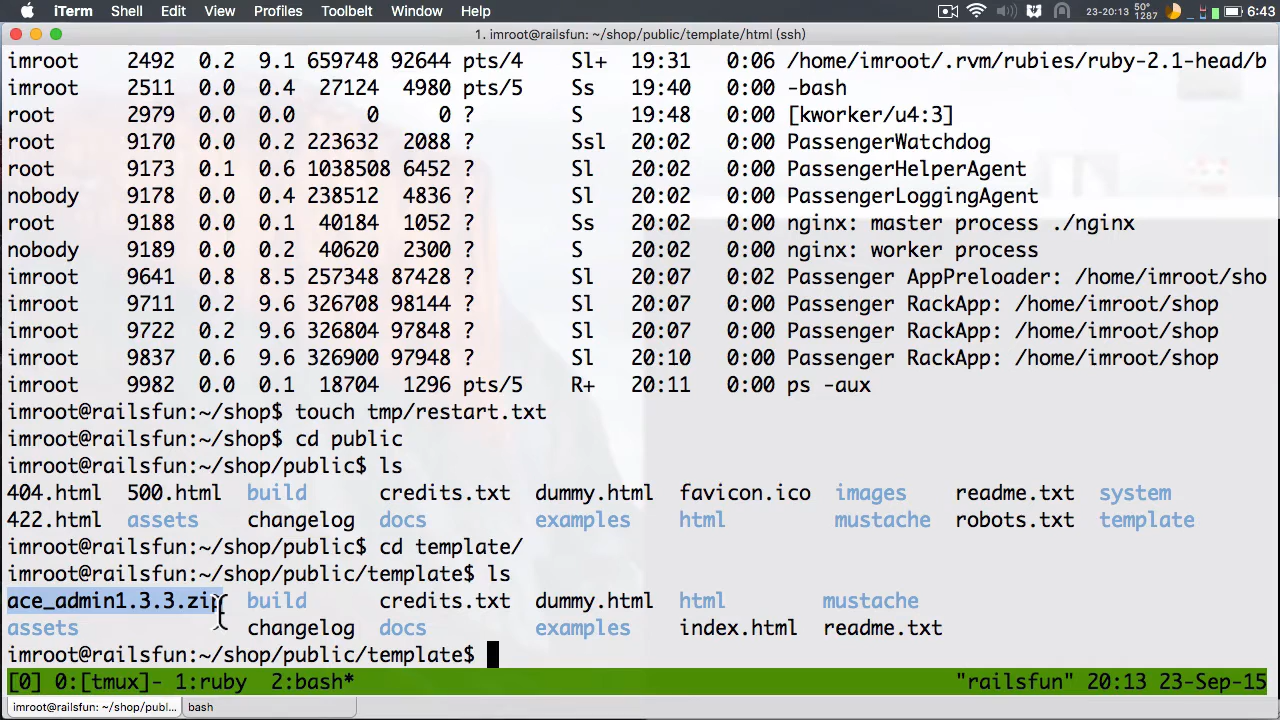 iTerm Shell Edit View Profiles Toolbelt Window Help 23-20:13 50° 1287 6:43
1. imroot@railsfun: ~/shop/public/template/html (ssh)
imroot 2492 0.2 9.1 659748 92644 pts/4 Sl+ 19:31 0:06 /home/imroot/.rvm/rubies/ruby-2.1-head/b
imroot 2511 0.0 0.4 27124 4980 pts/5 Ss 19:40 0:00 -bash
root 2979 0.0 0.0 0 0 ? S 19:48 0:00 [kworker/u4:3]
root 9170 0.0 0.2 223632 2088 ? Ssl 20:02 0:00 PassengerWatchdog
root 9173 0.1 0.6 1038508 6452 ? Sl 20:02 0:00 PassengerHelperAgent
nobody 9178 0.0 0.4 238512 4836 ? Sl 20:02 0:00 PassengerLoggingAgent
root 9188 0.0 0.1 40184 1052 ? Ss 20:02 0:00 nginx: master process ./nginx
nobody 9189 0.0 0.2 40620 2300 ? S 20:02 0:00 nginx: worker process
imroot 9641 0.8 8.5 257348 87428 ? Sl 20:07 0:02 Passenger AppPreloader: /home/imroot/sho
imroot 9711 0.2 9.6 326708 98144 ? Sl 20:07 0:00 Passenger RackApp: /home/imroot/shop
imroot 9722 0.2 9.6 326804 97848 ? Sl 20:07 0:00 Passenger RackApp: /home/imroot/shop
imroot 9837 0.6 9.6 326900 97948 ? Sl 20:10 0:00 Passenger RackApp: /home/imroot/shop
imroot 9982 0.0 0.1 18704 1296 pts/5 R+ 20:11 0:00 ps -aux
imroot@railsfun:~/shop$ touch tmp/restart.txt
imroot@railsfun:~/shop$ cd public
imroot@railsfun:~/shop/public$ ls
404.html 500.html build credits.txt dummy.html favicon.ico images readme.txt system
422.html assets changelog docs examples html mustache robots.txt template
imroot@railsfun:~/shop/public$ cd template/
imroot@railsfun:~/shop/public/template$ ls
ace_admin1.3.3.zip build credits.txt dummy.html html mustache
assets changelog docs examples index.html readme.txt
imroot@railsfun:~/shop/public/template$
[0] 0:[tmux]- 1:ruby 2:bash* "railsfun" 20:13 23-Sep-15
imroot@railsfun: ~/shop/publ... bash